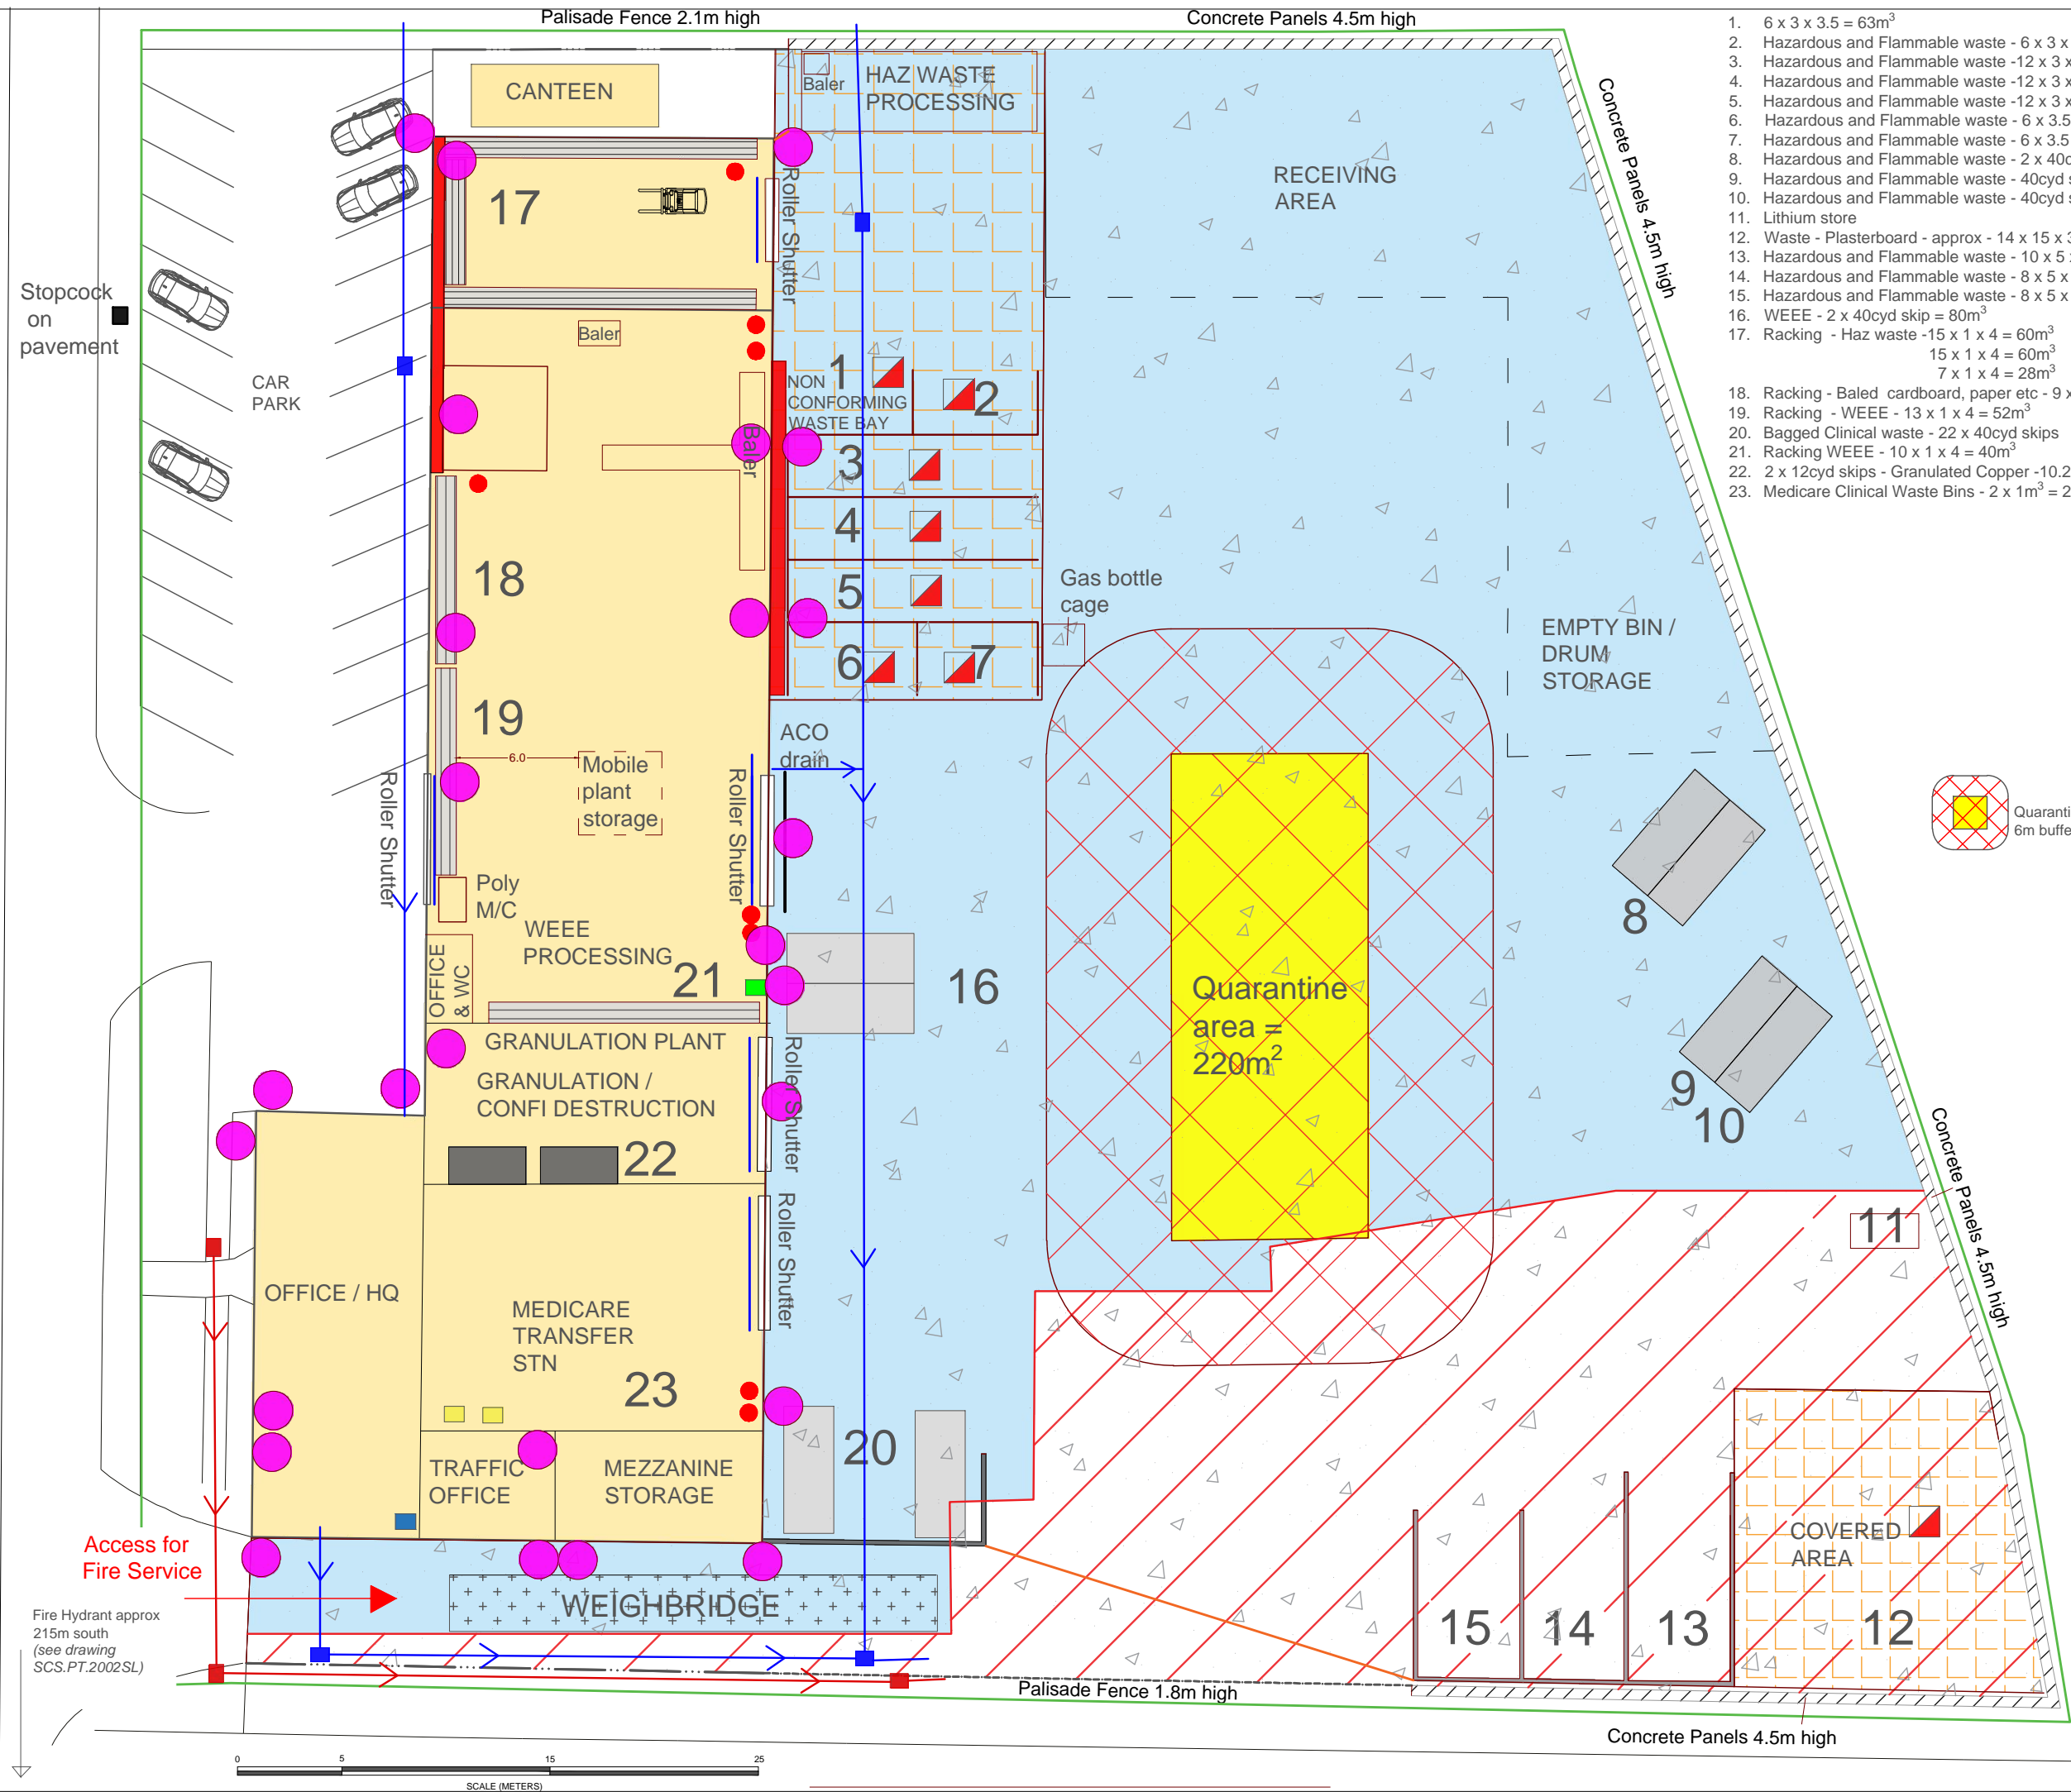 Palisade Fence 2.1m high
Concrete Panels 4.5m high
1. 6 x 3 x 3.5 = 63m³
2. Hazardous and Flammable waste - 6 x 3 x
3. Hazardous and Flammable waste -12 x 3 x
4. Hazardous and Flammable waste -12 x 3 x
5. Hazardous and Flammable waste -12 x 3 x
6. Hazardous and Flammable waste - 6 x 3.5
7. Hazardous and Flammable waste - 6 x 3.5
8. Hazardous and Flammable waste - 2 x 40c
9. Hazardous and Flammable waste - 40cyd s
10. Hazardous and Flammable waste - 40cyd s
11. Lithium store
12. Waste - Plasterboard - approx - 14 x 15 x 3
13. Hazardous and Flammable waste - 10 x 5
14. Hazardous and Flammable waste - 8 x 5 x
15. Hazardous and Flammable waste - 8 x 5 x
16. WEEE - 2 x 40cyd skip = 80m³
17. Racking - Haz waste -15 x 1 x 4 = 60m³
15 x 1 x 4 = 60m³
7 x 1 x 4 = 28m³
18. Racking - Baled cardboard, paper etc - 9 x
19. Racking - WEEE - 13 x 1 x 4 = 52m³
20. Bagged Clinical waste - 22 x 40cyd skips
21. Racking WEEE - 10 x 1 x 4 = 40m³
22. 2 x 12cyd skips - Granulated Copper -10.2
23. Medicare Clinical Waste Bins - 2 x 1m³ = 2
CANTEEN
Baler
HAZ WASTE
PROCESSING
Concrete Panels 4.5m high
RECEIVING
AREA
17
Roller Shutter
Stopcock
on
pavement
CAR
PARK
Baler
1
NON
CONFORMING
WASTE BAY
2
Baler
3
4
5
6
7
18
Gas bottle
cage
EMPTY BIN /
DRUM
STORAGE
19
6.0
Mobile
plant
storage
ACO
drain
Roller Shutter
Roller Shutter
Quaranti
6m buffe
Poly
M/C
WEEE
PROCESSING
OFFICE
& WC
21
16
Quarantine
area =
220m²
8
9
10
GRANULATION PLANT
GRANULATION /
CONFI DESTRUCTION
22
Roller Shutter
Concrete Panels 4.5m high
11
Roller Shutter
OFFICE / HQ
MEDICARE
TRANSFER
STN
23
20
TRAFFIC
OFFICE
MEZZANINE
STORAGE
COVERED
AREA
Access for
Fire Service
WEIGHBRIDGE
15
14
13
12
Fire Hydrant approx
215m south
(see drawing
SCS.PT.2002SL)
Palisade Fence 1.8m high
Concrete Panels 4.5m high
0 5 15 25
SCALE (METERS)